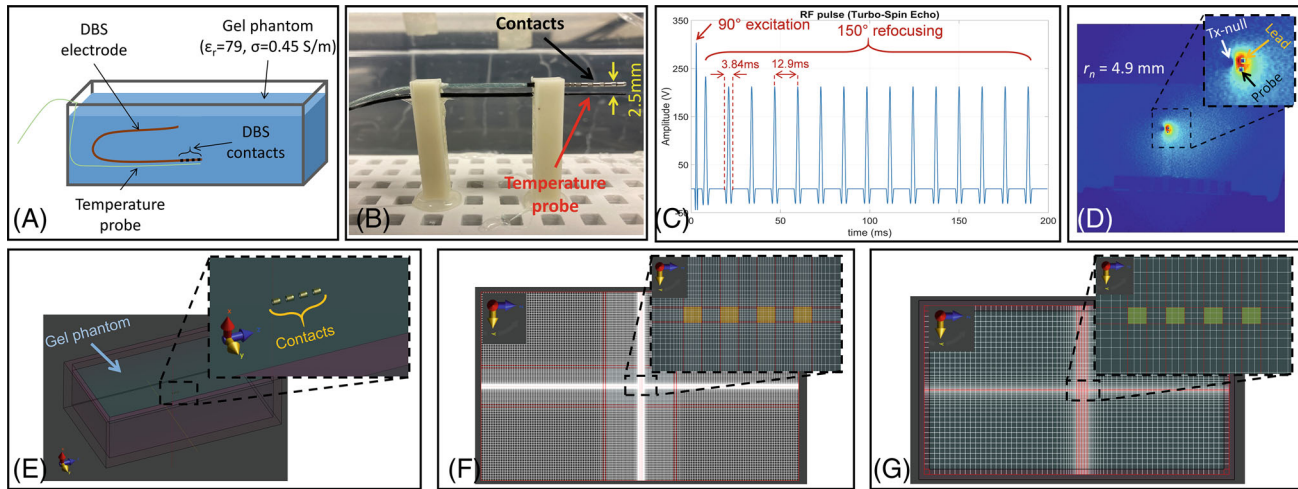 DBS
electrode
Gel phantom
(εr=79, σ=0.45 S/m)
DBS
contacts
Temperature
probe
(A)
Contacts
2.5mm
Temperature
probe
(B)
RF pulse (Turbo-Spin Echo)
350
90° excitation
150° refocusing
300
250
3.84ms
12.9ms
200
150
Amplitude (V)
100
50
0
-50
0
50
100
150
200
time (ms)
(C)
Tx-null
Lead
rn = 4.9 mm
Probe
(D)
Gel phantom
Contacts
(E)
(F)
(G)